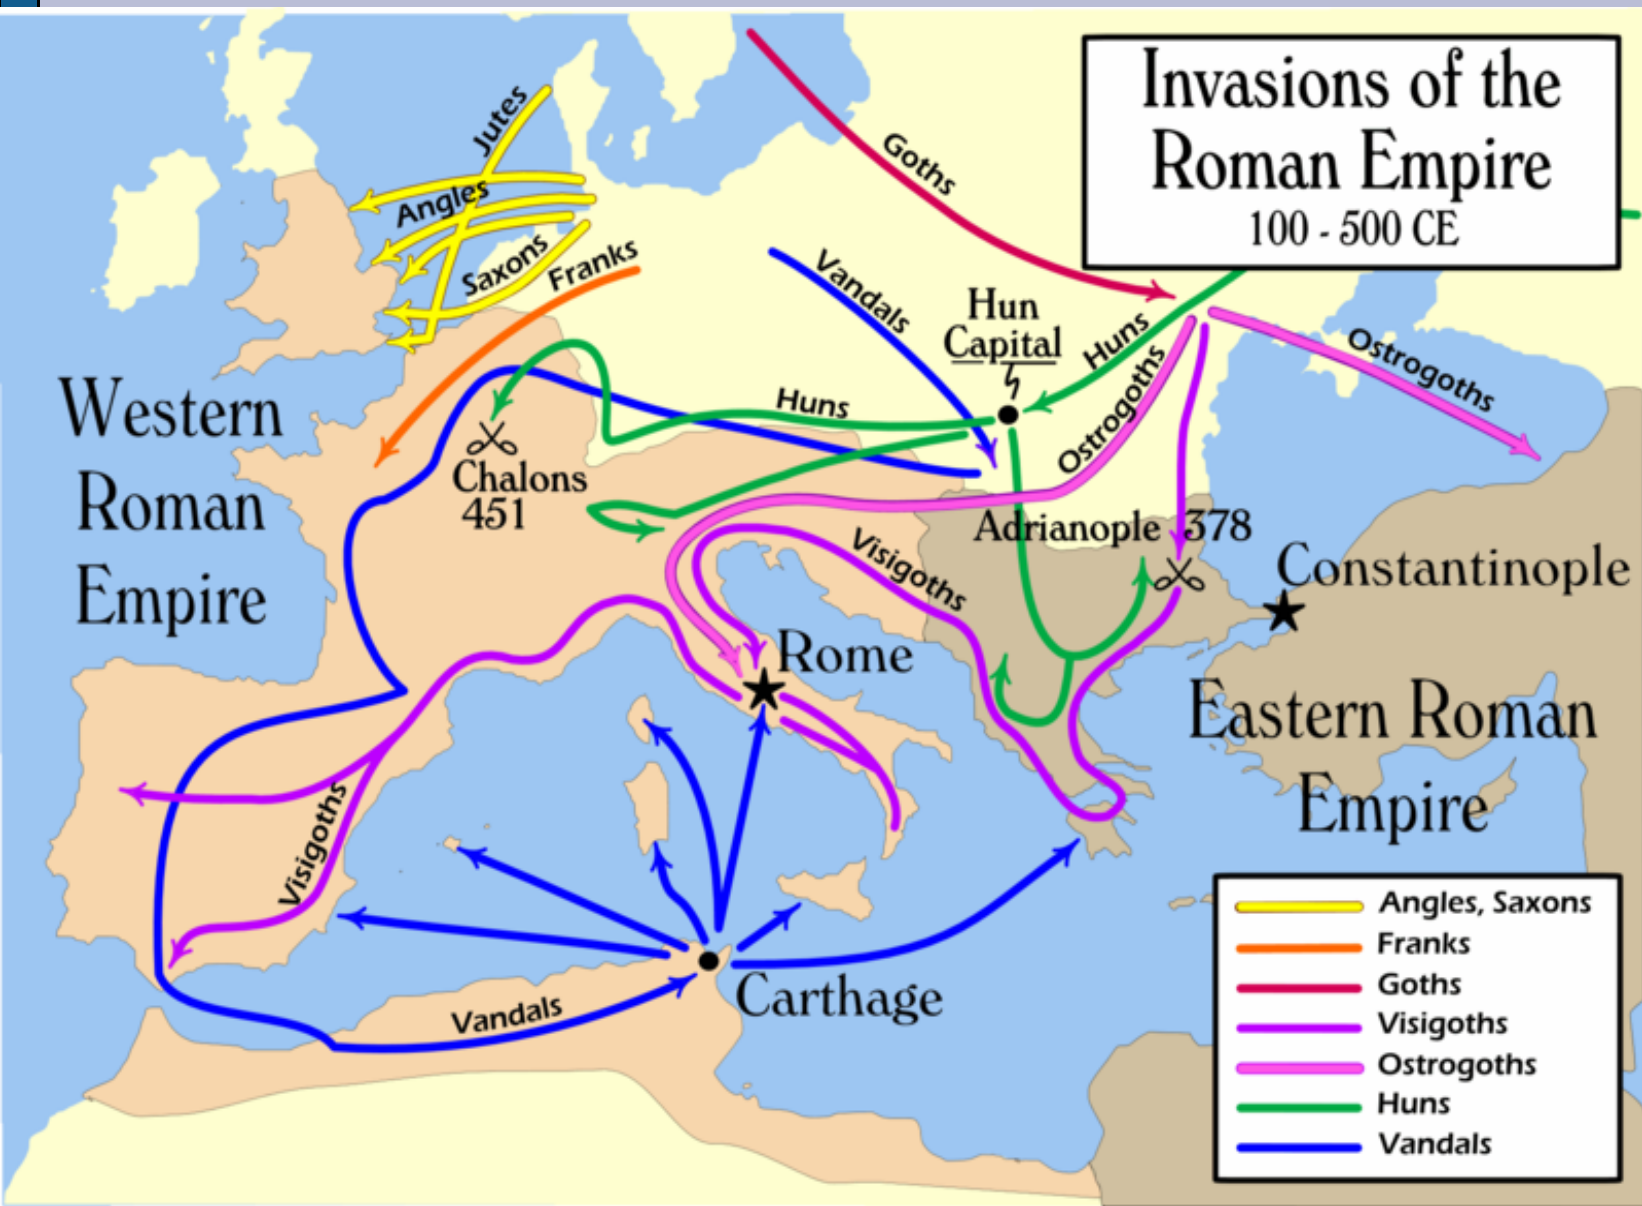 Invasions of the
Roman Empire
100 - 500 CE
Jutes
Angles
Saxons
Franks
Goths
Vandals
Hun
Capital
Huns
Ostrogoths
Ostrogoths
Huns
Western
Roman
Empire
Chalons
451
Adrianople 378
Visigoths
Constantinople
Rome
Eastern Roman
Empire
Visigoths
Carthage
Vandals
Angles, Saxons
Franks
Goths
Visigoths
Ostrogoths
Huns
Vandals